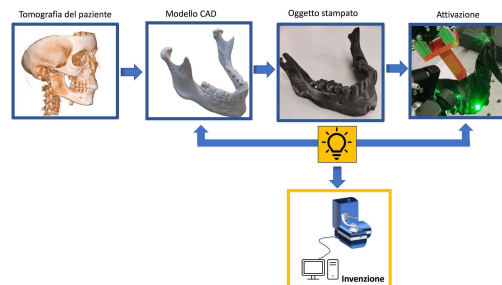 Tomografia del paziente
Modello CAD
Oggetto stampato
Attivazione
Invenzione